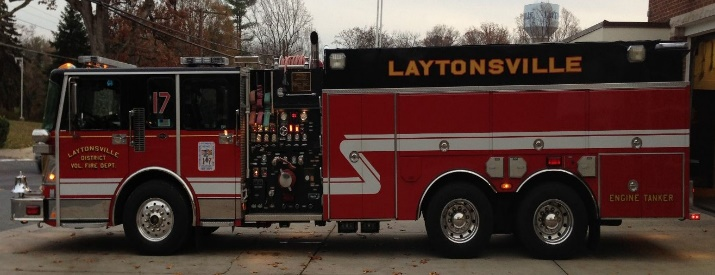 LAYTONSVILLE
17
LAYTONSVILLE
DISTRICT
VOL. FIRE DEPT.
ENGINE TANKER